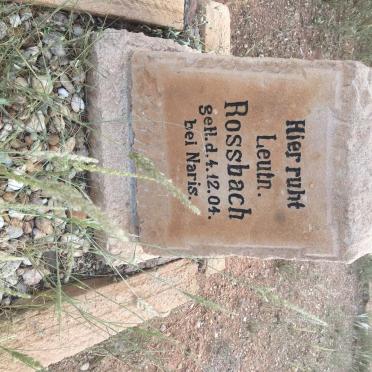 Hier ruht
Leutn.
Rossbach
gefl.d.4.12.04.
bei Naris.